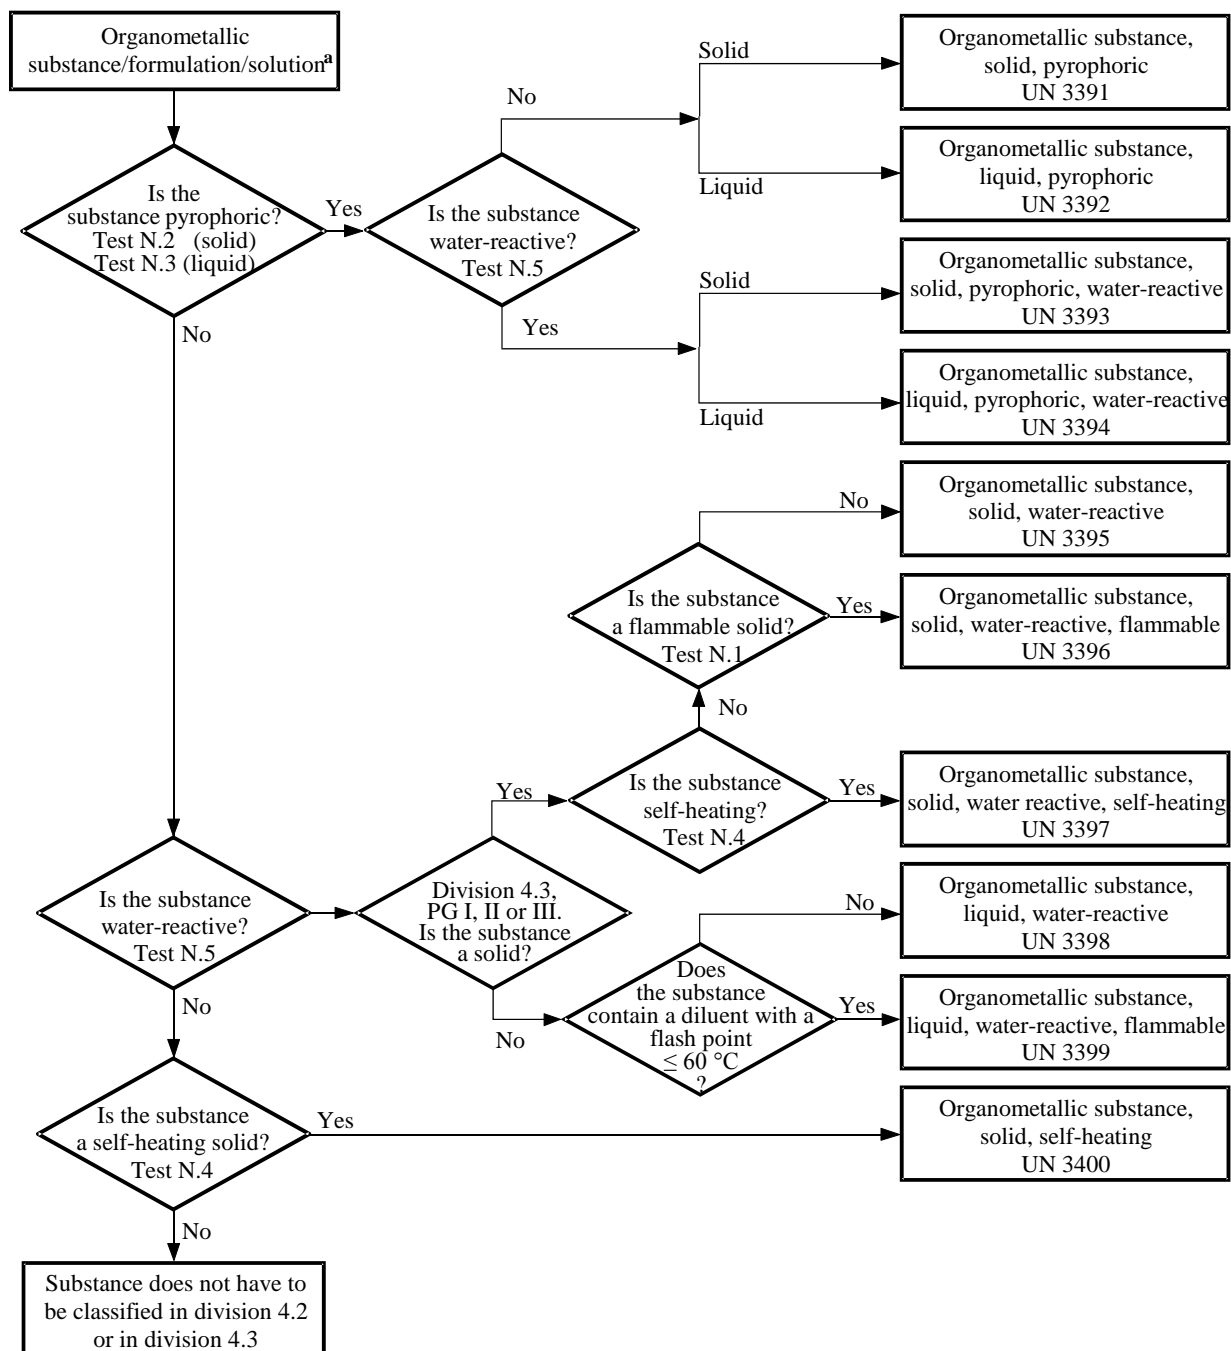 Organometallic
substance/formulation/solutionᵃ
Is the
substance pyrophoric?
Test N.2 (solid)
Test N.3 (liquid)
Yes
No
Is the substance
water-reactive?
Test N.5
No
Yes
Solid
Liquid
Solid
Liquid
Organometallic substance,
solid, pyrophoric
UN 3391
Organometallic substance,
liquid, pyrophoric
UN 3392
Organometallic substance,
solid, pyrophoric, water-reactive
UN 3393
Organometallic substance,
liquid, pyrophoric, water-reactive
UN 3394
No
Organometallic substance,
solid, water-reactive
UN 3395
Is the substance
a flammable solid?
Test N.1
Yes
Organometallic substance,
solid, water-reactive, flammable
UN 3396
No
Is the substance
self-heating?
Test N.4
Yes
Organometallic substance,
solid, water reactive, self-heating
UN 3397
Is the substance
water-reactive?
Test N.5
Yes
Division 4.3,
PG I, II or III.
Is the substance
a solid?
No
No
Organometallic substance,
liquid, water-reactive
UN 3398
Does
the substance
contain a diluent with a
flash point
≤ 60 °C
?
Yes
Organometallic substance,
liquid, water-reactive, flammable
UN 3399
No
Is the substance
a self-heating solid?
Test N.4
Yes
Organometallic substance,
solid, self-heating
UN 3400
No
Substance does not have to
be classified in division 4.2
or in division 4.3